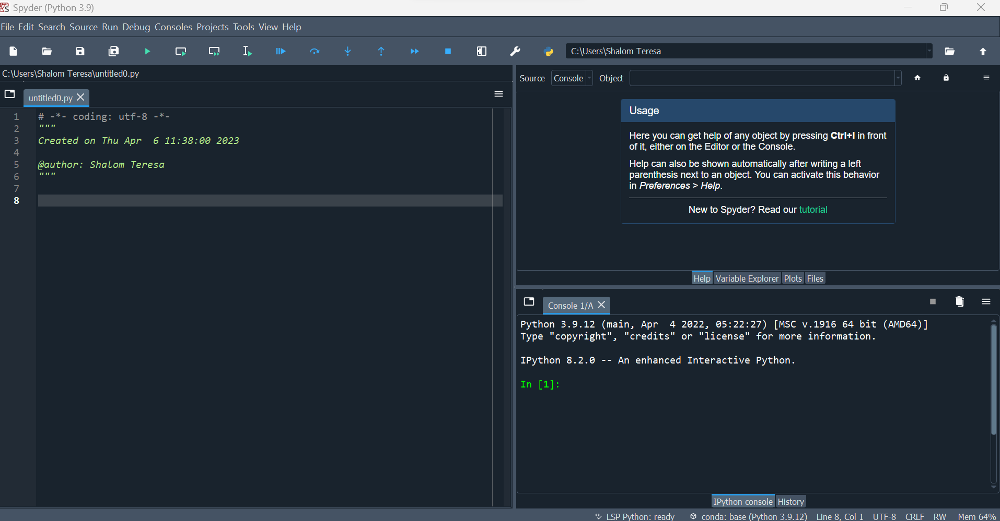 Spyder (Python 3.9)
File Edit Search Source Run Debug Consoles Projects Tools View Help
C:\Users\Shalom Teresa
C:\Users\Shalom Teresa\untitled0.py
untitled0.py
1 # -*- coding: utf-8 -*-
2 """
3 Created on Thu Apr  6 11:38:00 2023
4
5 @author: Shalom Teresa
6 """
7
8
Source Console Object
Usage
Here you can get help of any object by pressing Ctrl+I in front
of it, either on the Editor or the Console.
Help can also be shown automatically after writing a left
parenthesis next to an object. You can activate this behavior
in Preferences > Help.
New to Spyder? Read our tutorial
Help Variable Explorer Plots Files
Console 1/A
Python 3.9.12 (main, Apr  4 2022, 05:22:27) [MSC v.1916 64 bit (AMD64)]
Type "copyright", "credits" or "license" for more information.
IPython 8.2.0 -- An enhanced Interactive Python.
In [1]:
IPython console History
LSP Python: ready conda: base (Python 3.9.12) Line 8, Col 1 UTF-8 CRLF RW Mem 64%